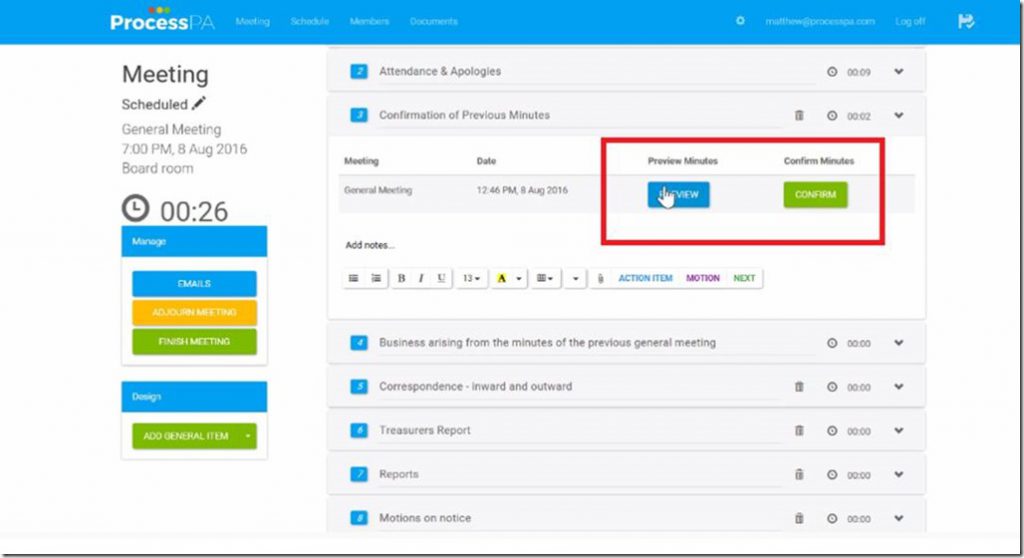 ProcessPA Meeting Schedule Members Documents matthew@processpa.com Log off
Meeting
Scheduled
General Meeting
7:00 PM, 8 Aug 2016
Board room
00:26
Manage
EMAILS
ADJOURN MEETING
FINISH MEETING
Design
ADD GENERAL ITEM
2 Attendance & Apologies 00:09
3 Confirmation of Previous Minutes 00:02
Meeting Date Preview Minutes Confirm Minutes
General Meeting 12:46 PM, 8 Aug 2016 PREVIEW CONFIRM
Add notes...
B I U 13 A ACTION ITEM MOTION NEXT
4 Business arising from the minutes of the previous general meeting 00:00
5 Correspondence - inward and outward 00:00
6 Treasurers Report 00:00
7 Reports 00:00
8 Motions on notice 00:00